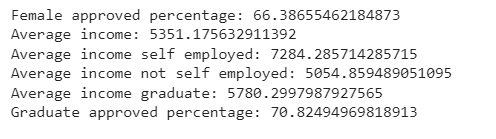 Female approved percentage: 66.38655462184873
Average income: 5351.175632911392
Average income self employed: 7284.285714285715
Average income not self employed: 5054.859489051095
Average income graduate: 5780.2997987927565
Graduate approved percentage: 70.82494969818913